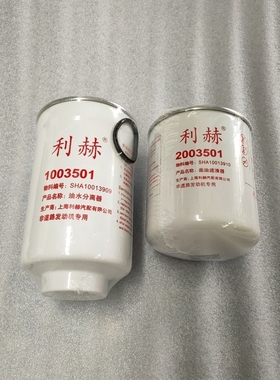 利赫®
1003501
物料编号：SHA10013909
产品名称：油水分离器
生产商：上海利赫汽配有限公司
非道路发动机专用
利赫®
2003501
物料编号：SHA10013910
产品名称：柴油滤清器
生产商：上海利赫汽配有限公司
非道路发动机专用